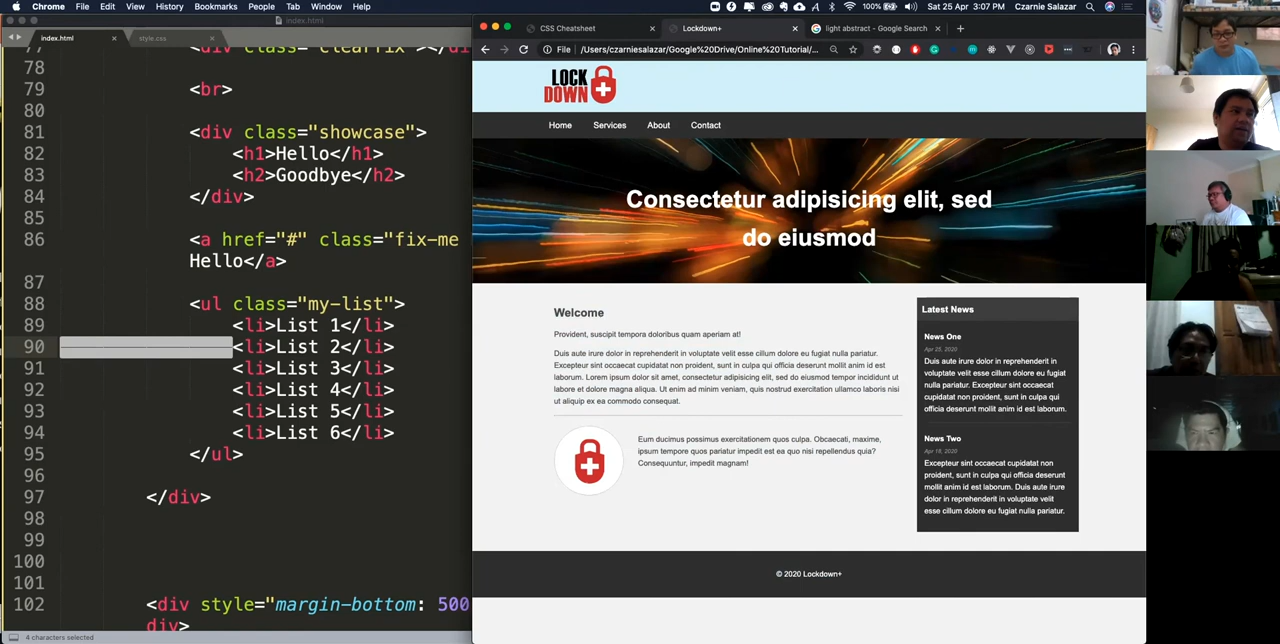 Chrome File Edit View History Bookmarks People Tab Window Help
100% Sat 25 Apr 3:07 PM Czarnie Salazar
index.html
index.html × style.css ×
77 <div class="clearfix"></di
78
79 <br>
80
81 <div class="showcase">
82 <h1>Hello</h1>
83 <h2>Goodbye</h2>
84 </div>
85
86 <a href="#" class="fix-me
Hello</a>
87
88 <ul class="my-list">
89 <li>List 1</li>
90 <li>List 2</li>
91 <li>List 3</li>
92 <li>List 4</li>
93 <li>List 5</li>
94 <li>List 6</li>
95 </ul>
96
97 </div>
98
99
100
101
102 <div style="margin-bottom: 500
div>
4 characters selected
CSS Cheatsheet × Lockdown+ × light abstract - Google Search × +
File /Users/czarniesalazar/Google%20Drive/Online%20Tutorial/...
LOCK
DOWN
Home Services About Contact
Consectetur adipisicing elit, sed
do eiusmod
Welcome
Provident, suscipit tempora doloribus quam aperiam at!
Duis aute irure dolor in reprehenderit in voluptate velit esse cillum dolore eu fugiat nulla pariatur.
Excepteur sint occaecat cupidatat non proident, sunt in culpa qui officia deserunt mollit anim id est
laborum. Lorem ipsum dolor sit amet, consectetur adipisicing elit, sed do eiusmod tempor incididunt ut
labore et dolore magna aliqua. Ut enim ad minim veniam, quis nostrud exercitation ullamco laboris nisi
ut aliquip ex ea commodo consequat.
Eum ducimus possimus exercitationem quos culpa. Obcaecati, maxime,
ipsum tempore quos pariatur impedit est ea quo nisi repellendus quia?
Consequuntur, impedit magnam!
Latest News
News One
Apr 25, 2020
Duis aute irure dolor in reprehenderit in
voluptate velit esse cillum dolore eu fugiat
nulla pariatur. Excepteur sint occaecat
cupidatat non proident, sunt in culpa qui
officia deserunt mollit anim id est laborum.
News Two
Apr 19, 2020
Excepteur sint occaecat cupidatat non
proident, sunt in culpa qui officia deserunt
mollit anim id est laborum. Duis aute irure
dolor in reprehenderit in voluptate velit
esse cillum dolore eu fugiat nulla pariatur.
© 2020 Lockdown+